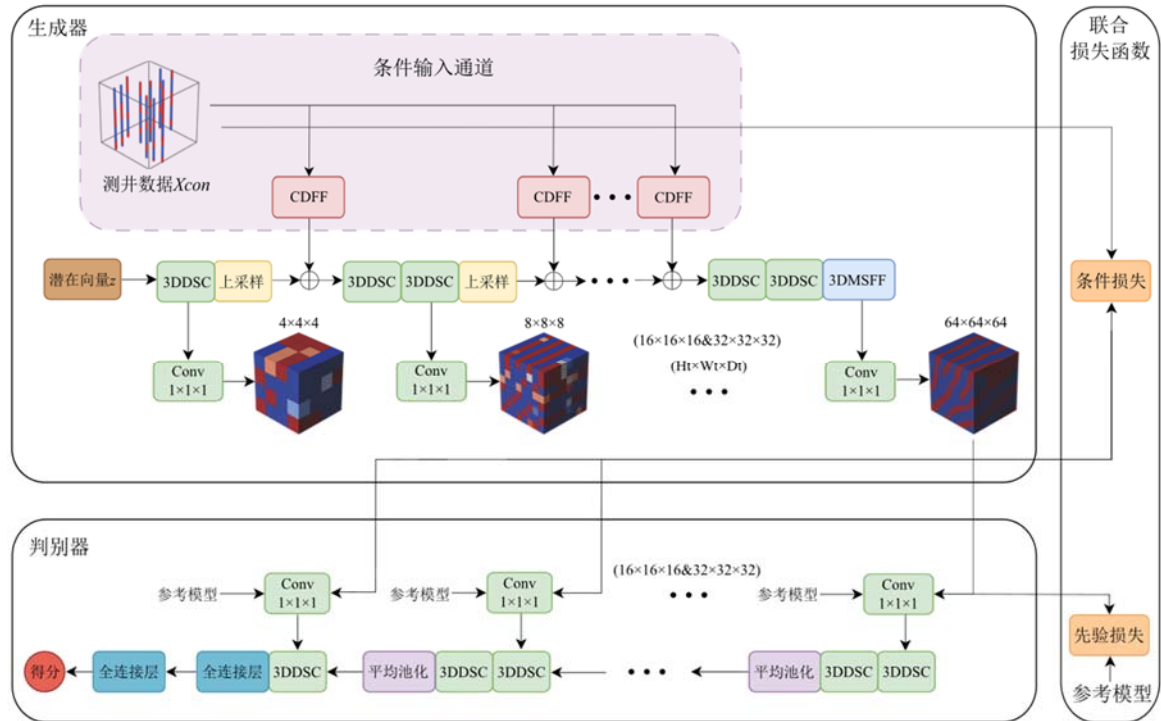 生成器
条件输入通道
测井数据Xcon
CDFF
CDFF
CDFF
潜在向量z
3DDSC
上采样
3DDSC
3DDSC
上采样
3DDSC
3DDSC
3DMSFF
4×4×4
8×8×8
64×64×64
Conv
1×1×1
Conv
1×1×1
(16×16×16&32×32×32)
(Ht×Wt×Dt)
Conv
1×1×1
联合
损失函数
条件损失
先验损失
参考模型
判别器
参考模型
Conv
1×1×1
参考模型
Conv
1×1×1
(16×16×16&32×32×32)
参考模型
Conv
1×1×1
得分
全连接层
全连接层
3DDSC
平均池化
3DDSC
3DDSC
平均池化
3DDSC
3DDSC